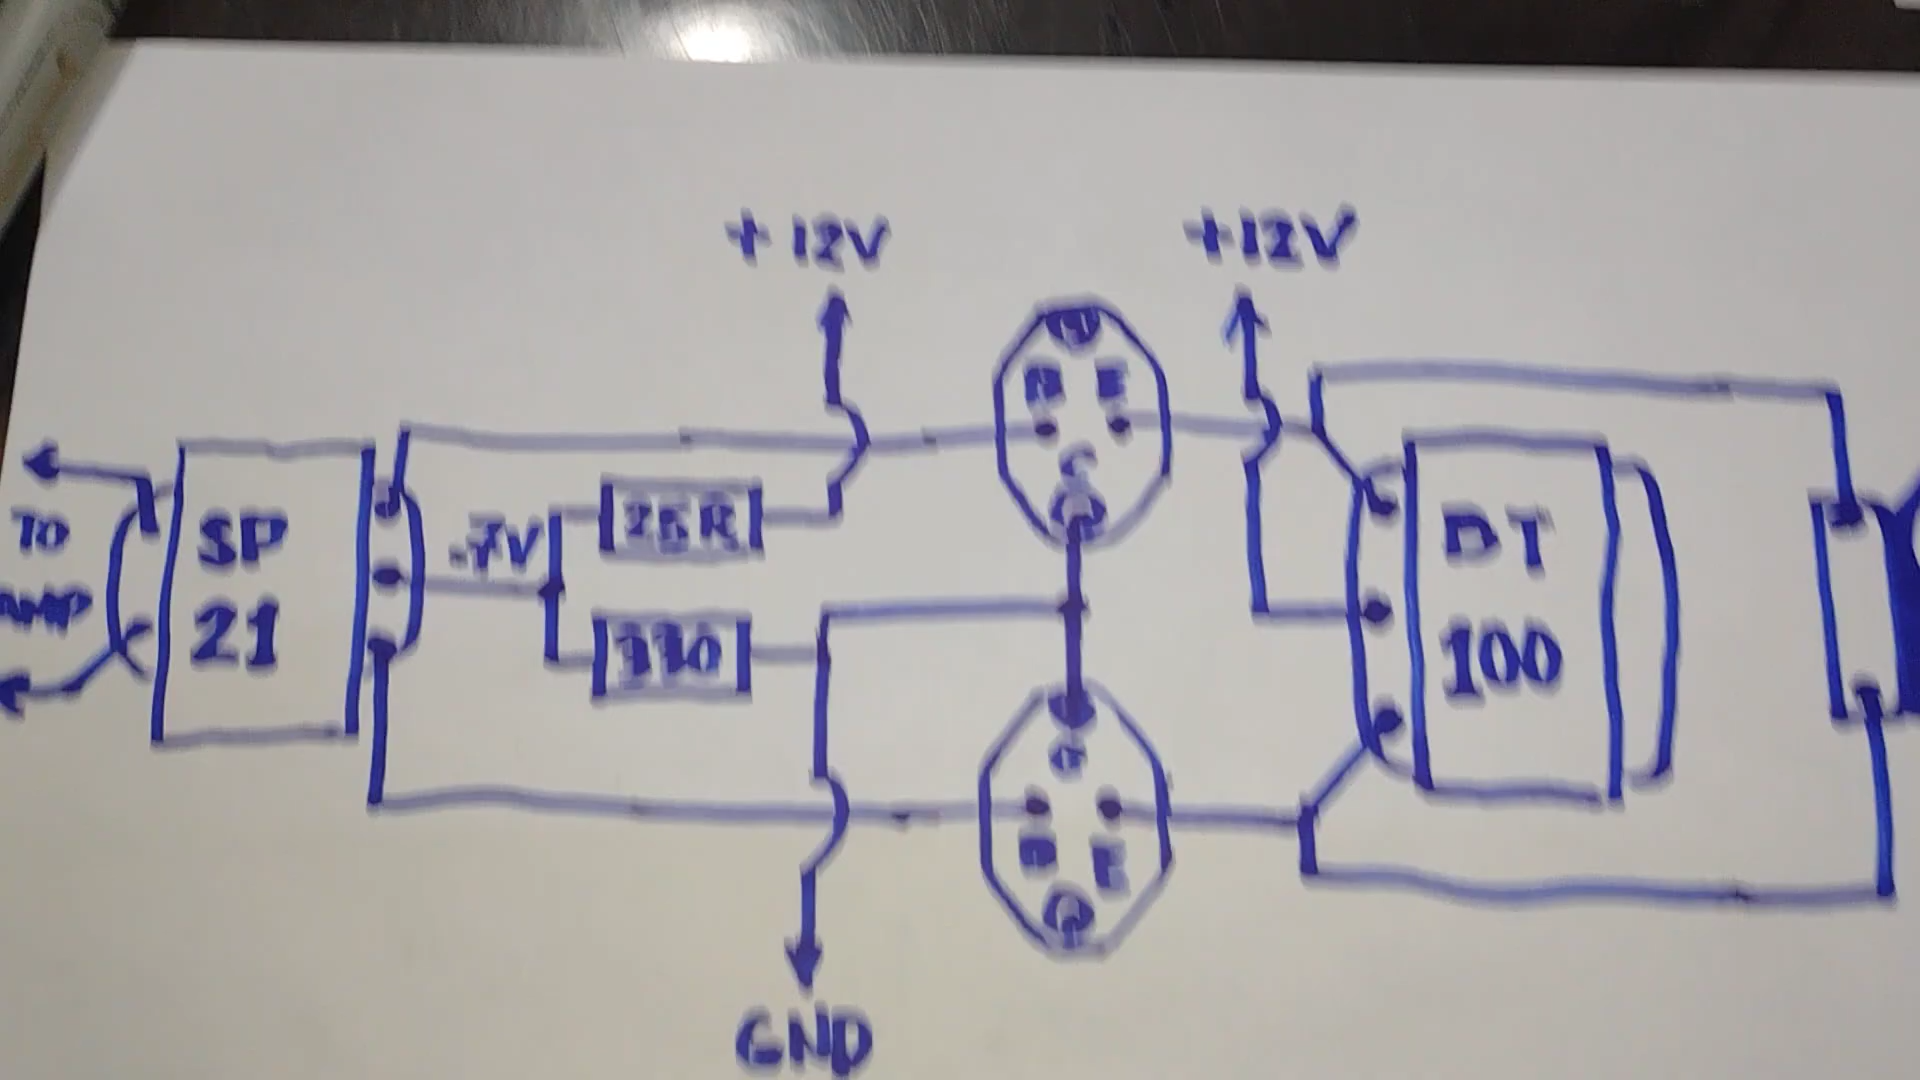 +12V
+12V
SP
21
TO
AMP
.7V
25R
330
B E
C
DT
100
C
B E
GND